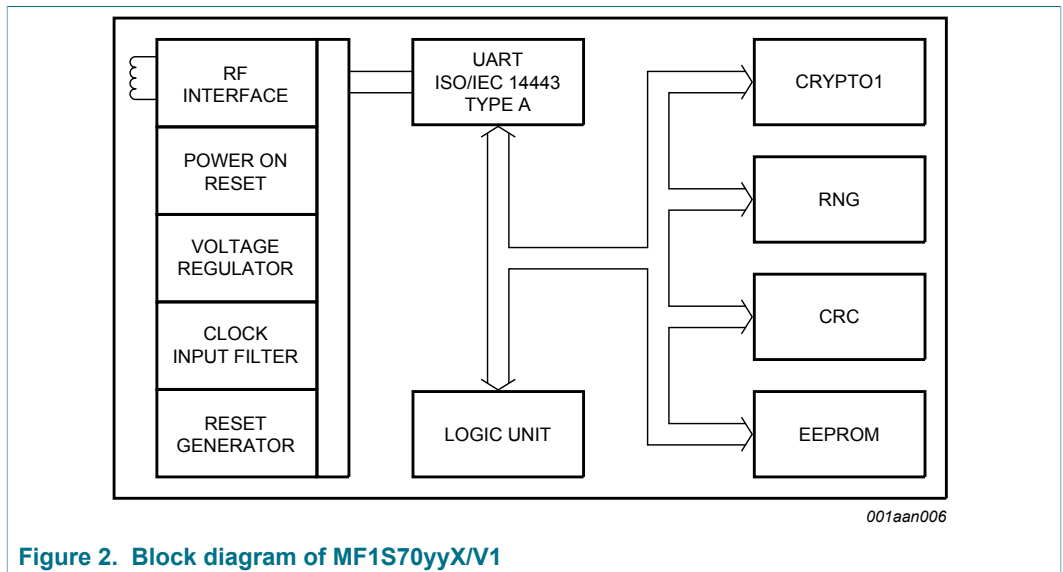 RF
INTERFACE
POWER ON
RESET
VOLTAGE
REGULATOR
CLOCK
INPUT FILTER
RESET
GENERATOR
UART
ISO/IEC 14443
TYPE A
LOGIC UNIT
CRYPTO1
RNG
CRC
EEPROM
001aan006
Figure 2. Block diagram of MF1S70yyX/V1